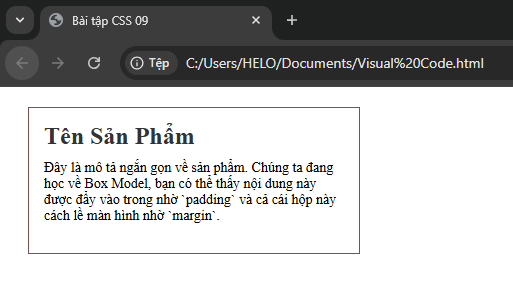 Bài tập CSS 09
Tệp C:/Users/HELO/Documents/Visual%20Code.html
Tên Sản Phẩm
Đây là mô tả ngắn gọn về sản phẩm. Chúng ta đang
học về Box Model, bạn có thể thấy nội dung này
được đẩy vào trong nhờ `padding` và cả cái hộp này
cách lề màn hình nhờ `margin`.